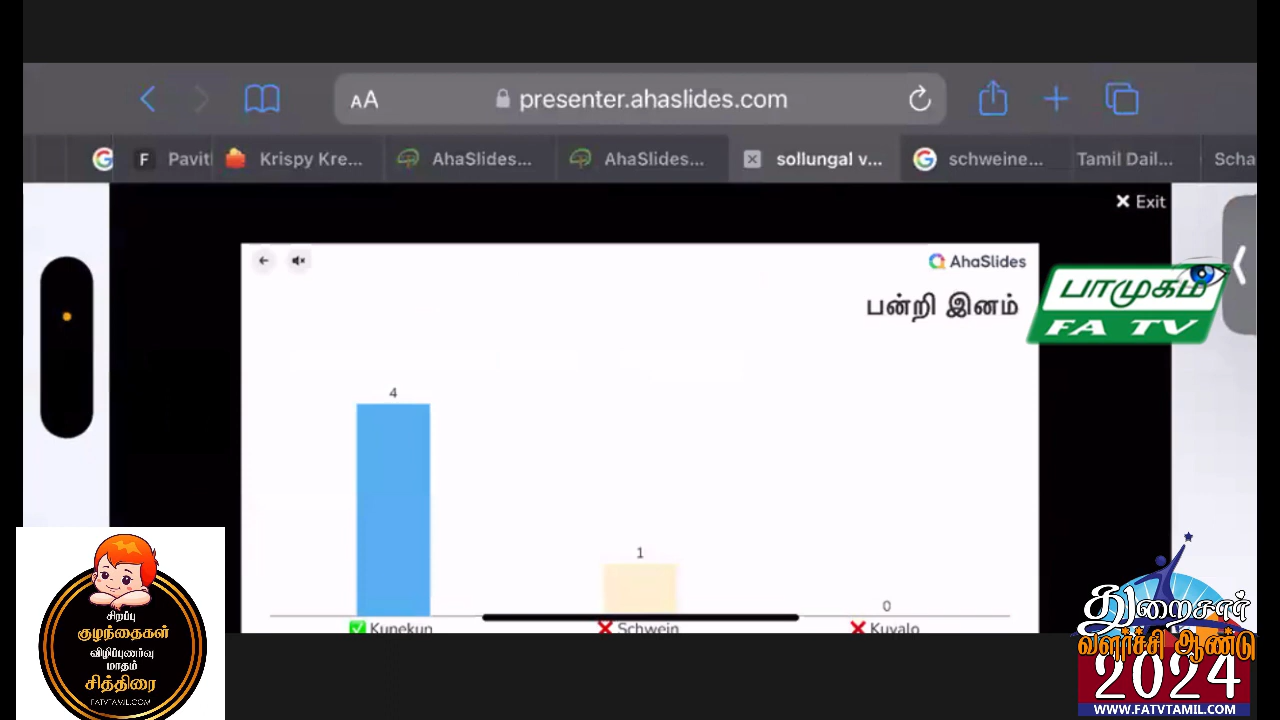 AA
presenter.ahaslides.com
F
Pavit
Krispy Kre...
AhaSlides...
AhaSlides...
sollungal v...
schweine...
Tamil Dail...
Scha
Exit
AhaSlides
பன்றி இனம்
பாமுகம்
FA TV
4
1
0
Kunekun
Schwein
Kuvalo
சிறப்பு
குழந்தைகள்
விழிப்புணர்வு
மாதம்
சித்திரை
FATVTAMIL.COM
துறைசார்
வளர்ச்சி ஆண்டு
2024
WWW.FATVTAMIL.COM